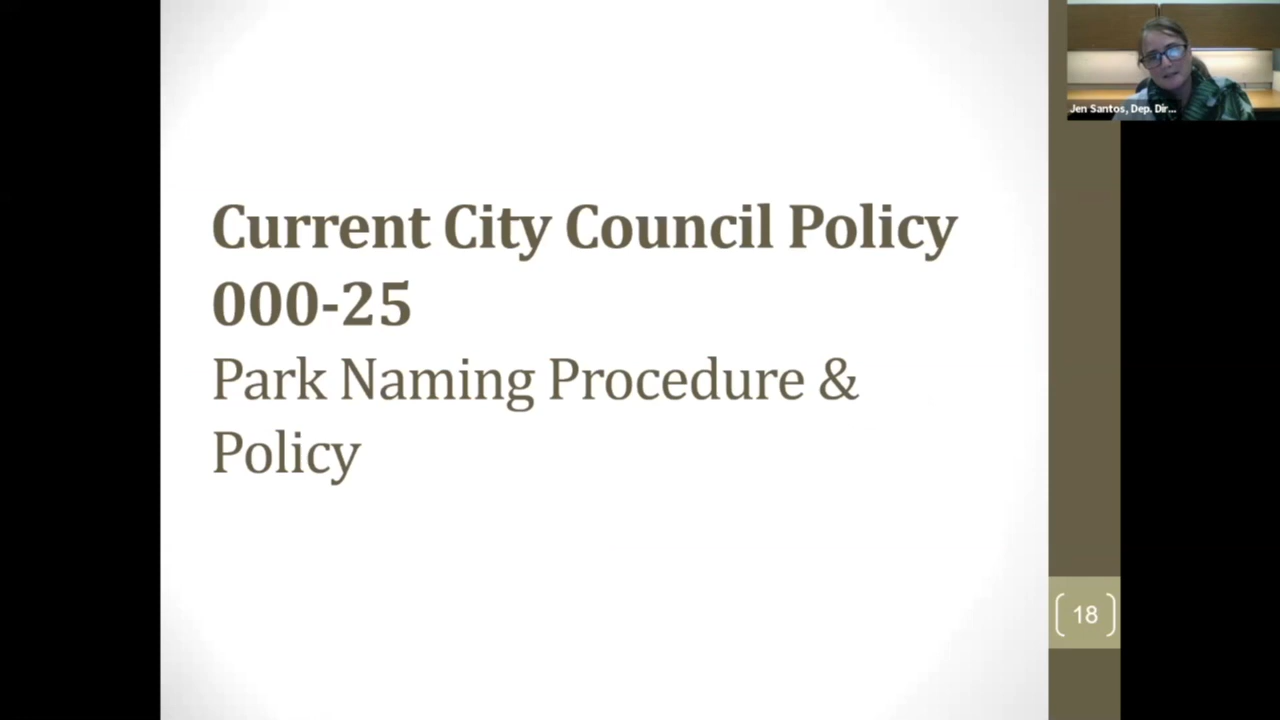 Jen Santos, Dep. Dir...
Current City Council Policy
000-25
Park Naming Procedure &
Policy
18